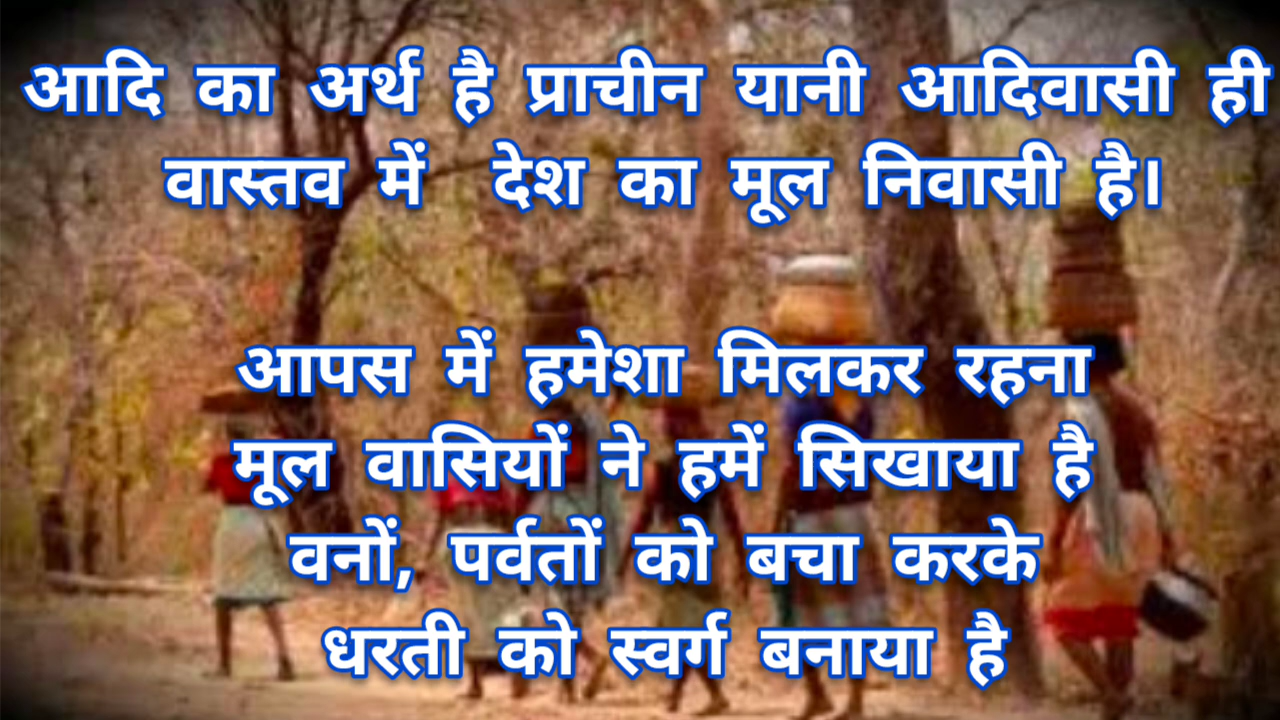 आदि का अर्थ है प्राचीन यानी आदिवासी ही
वास्तव में देश का मूल निवासी है।
आपस में हमेशा मिलकर रहना
मूल वासियों ने हमें सिखाया है
वनों, पर्वतों को बचा करके
धरती को स्वर्ग बनाया है